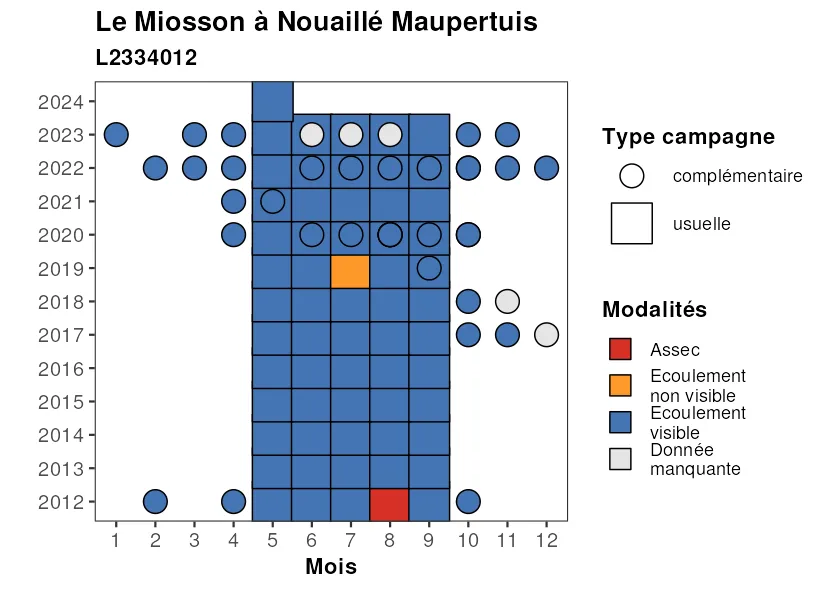 Le Miosson à Nouaillé Maupertuis
L2334012
2024
2023
2022
2021
2020
2019
2018
2017
2016
2015
2014
2013
2012
1 2 3 4 5 6 7 8 9 10 11 12
Mois
Type campagne
complémentaire
usuelle
Modalités
Assec
Ecoulement
non visible
Ecoulement
visible
Donnée
manquante